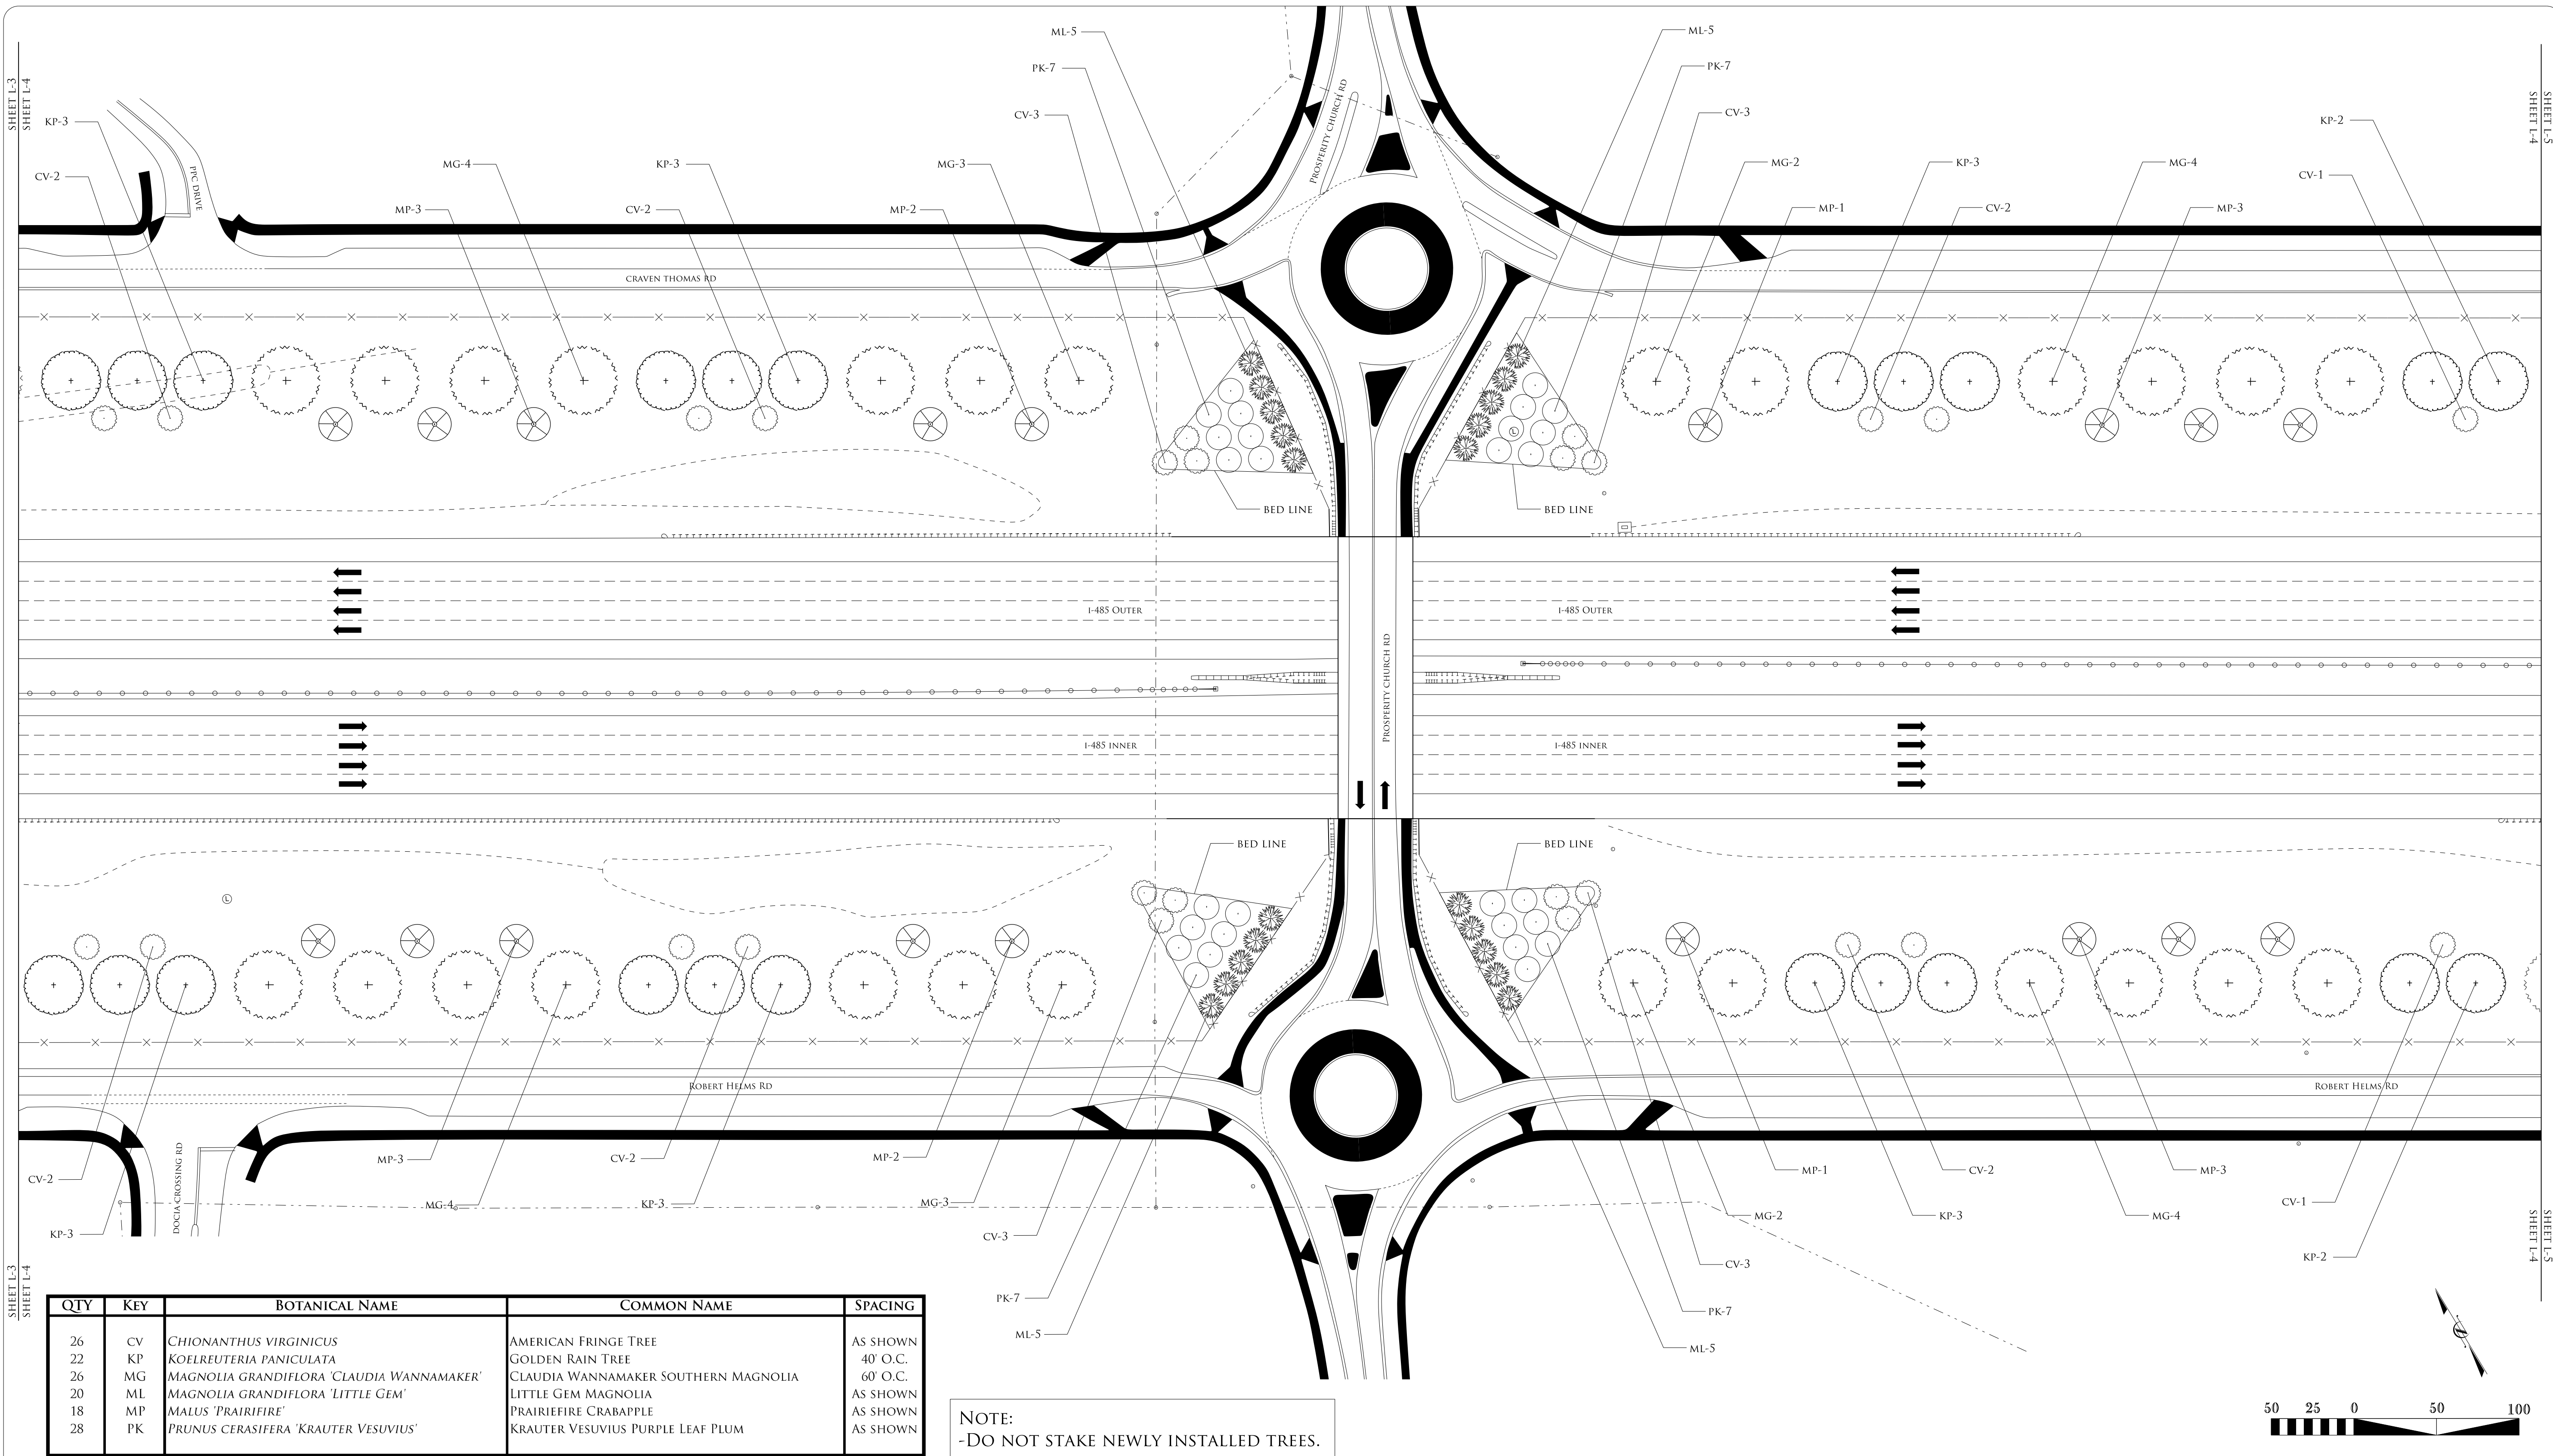 SHEET L-3
SHEET L-4
KP-3
CV-2
PPC DRIVE
MG-4
MP-3
KP-3
CV-2
MG-3
MP-2
ML-5
PK-7
CV-3
PROSPERITY CHURCH RD
ML-5
PK-7
CV-3
MG-2
MP-1
KP-3
CV-2
MG-4
MP-3
KP-2
CV-1
SHEET L-4
SHEET L-5
CRAVEN THOMAS RD
L
BED LINE
BED LINE
I-485 OUTER
I-485 OUTER
PROSPERITY CHURCH RD
I-485 INNER
I-485 INNER
BED LINE
BED LINE
L
ROBERT HELMS RD
ROBERT HELMS RD
DOCIA CROSSING RD
CV-2
KP-3
MP-3
MG-4
CV-2
KP-3
MP-2
MG-3
CV-3
PK-7
ML-5
MP-1
MG-2
CV-3
PK-7
ML-5
CV-2
KP-3
MP-3
MG-4
CV-1
KP-2
SHEET L-3
SHEET L-4
SHEET L-4
SHEET L-5
QTY KEY BOTANICAL NAME COMMON NAME SPACING
26 CV CHIONANTHUS VIRGINICUS AMERICAN FRINGE TREE AS SHOWN
22 KP KOELREUTERIA PANICULATA GOLDEN RAIN TREE 40' O.C.
26 MG MAGNOLIA GRANDIFLORA 'CLAUDIA WANNAMAKER' CLAUDIA WANNAMAKER SOUTHERN MAGNOLIA 60' O.C.
20 ML MAGNOLIA GRANDIFLORA 'LITTLE GEM' LITTLE GEM MAGNOLIA AS SHOWN
18 MP MALUS 'PRAIRIFIRE' PRAIRIEFIRE CRABAPPLE AS SHOWN
28 PK PRUNUS CERASIFERA 'KRAUTER VESUVIUS' KRAUTER VESUVIUS PURPLE LEAF PLUM AS SHOWN
NOTE:
-DO NOT STAKE NEWLY INSTALLED TREES.
50 25 0 50 100